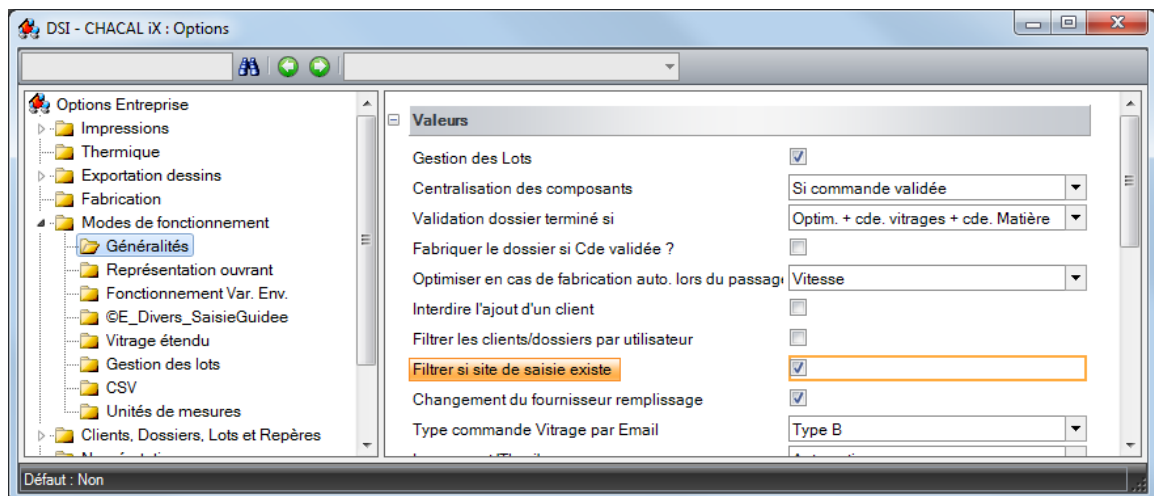 DSI - CHACAL iX : Options
Options Entreprise
Impressions
Thermique
Exportation dessins
Fabrication
Modes de fonctionnement
Généralités
Représentation ouvrant
Fonctionnement Var. Env.
©E_Divers_SaisieGuidee
Vitrage étendu
Gestion des lots
CSV
Unités de mesures
Clients, Dossiers, Lots et Repères
Valeurs
Gestion des Lots
Centralisation des composants Si commande validée
Validation dossier terminé si Optim. + cde. vitrages + cde. Matière
Fabriquer le dossier si Cde validée ?
Optimiser en cas de fabrication auto. lors du passag Vitesse
Interdire l'ajout d'un client
Filtrer les clients/dossiers par utilisateur
Filtrer si site de saisie existe
Changement du fournisseur remplissage
Type commande Vitrage par Email Type B
Défaut : Non